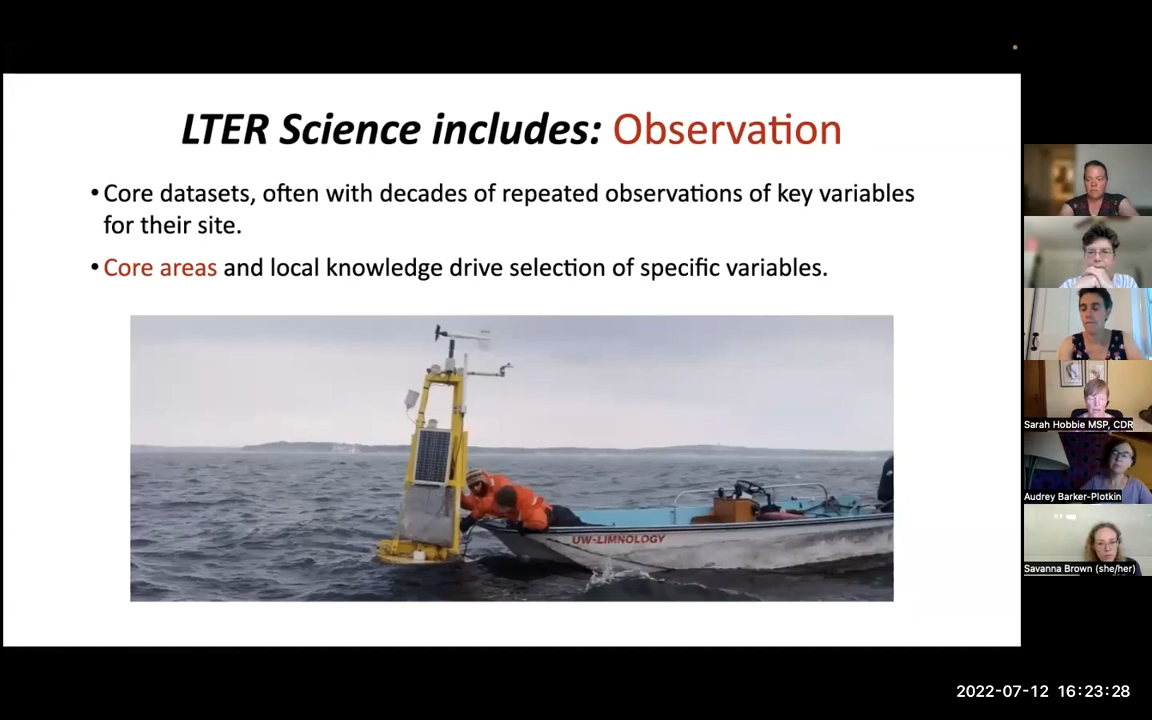 LTER Science includes: Observation
• Core datasets, often with decades of repeated observations of key variables
for their site.
• Core areas and local knowledge drive selection of specific variables.
UW-LIMNOLOGY
Sarah Hobbie MSP, CDR
Audrey Barker-Plotkin
Savanna Brown (she/her)
2022-07-12 16:23:28